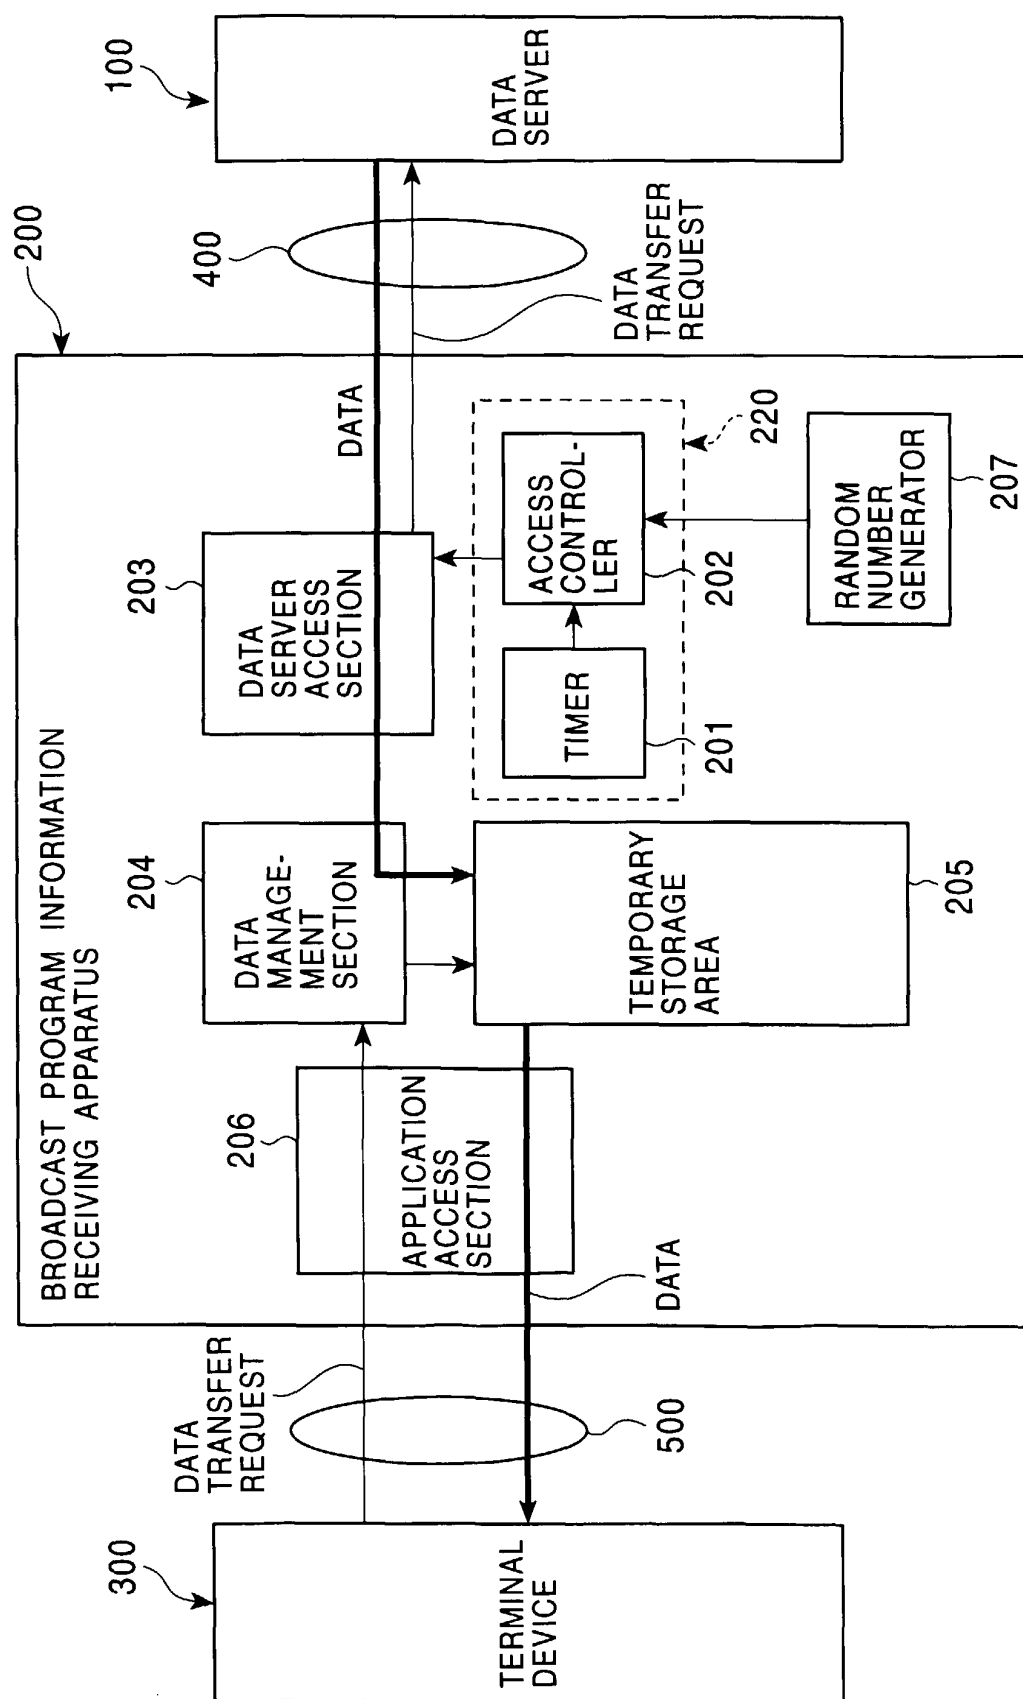 BROADCAST PROGRAM INFORMATION
RECEIVING APPARATUS
200
300
TERMINAL
DEVICE
DATA
TRANSFER
REQUEST
500
206
APPLICATION
ACCESS
SECTION
DATA
204
DATA
MANAGE-
MENT
SECTION
TEMPORARY
STORAGE
AREA
205
203
DATA
SERVER
ACCESS
SECTION
DATA
TIMER
201
ACCESS
CONTROL-
LER
202
220
RANDOM
NUMBER
GENERATOR
207
400
DATA
TRANSFER
REQUEST
100
DATA
SERVER